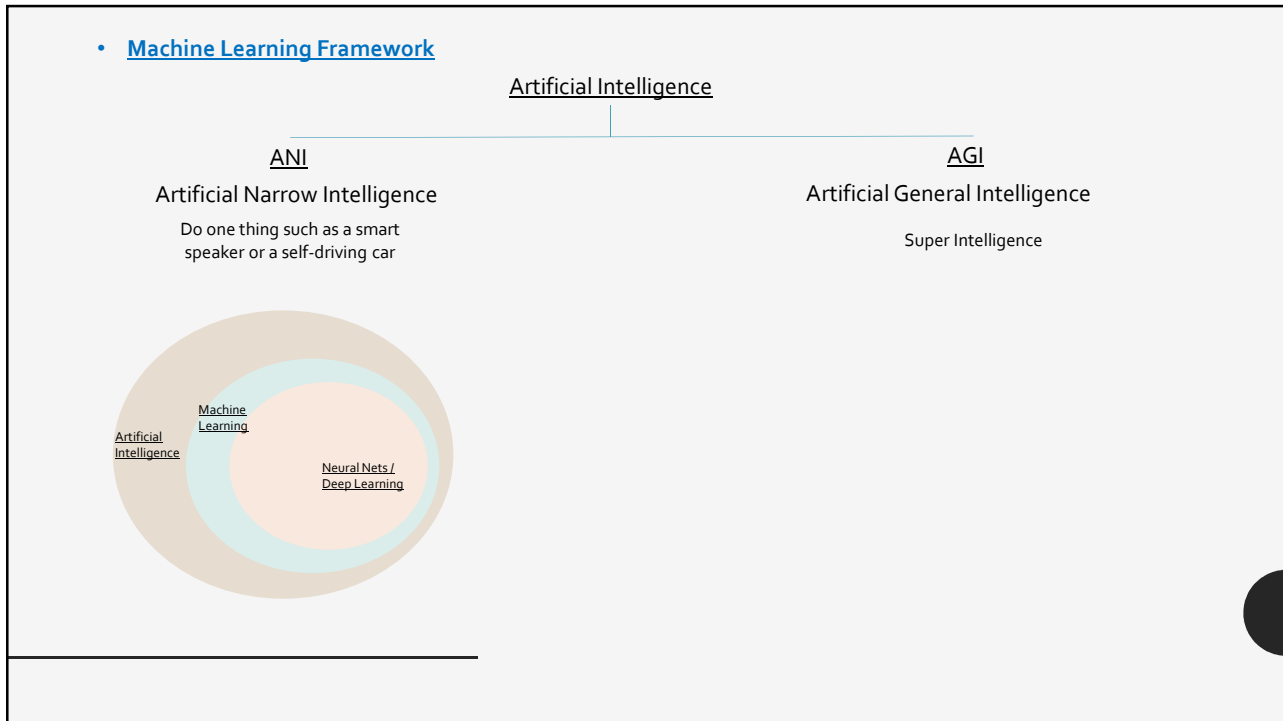 • Machine Learning Framework
Artificial Intelligence
ANI
Artificial Narrow Intelligence
Do one thing such as a smart
speaker or a self-driving car
AGI
Artificial General Intelligence
Super Intelligence
Artificial
Intelligence
Machine
Learning
Neural Nets /
Deep Learning